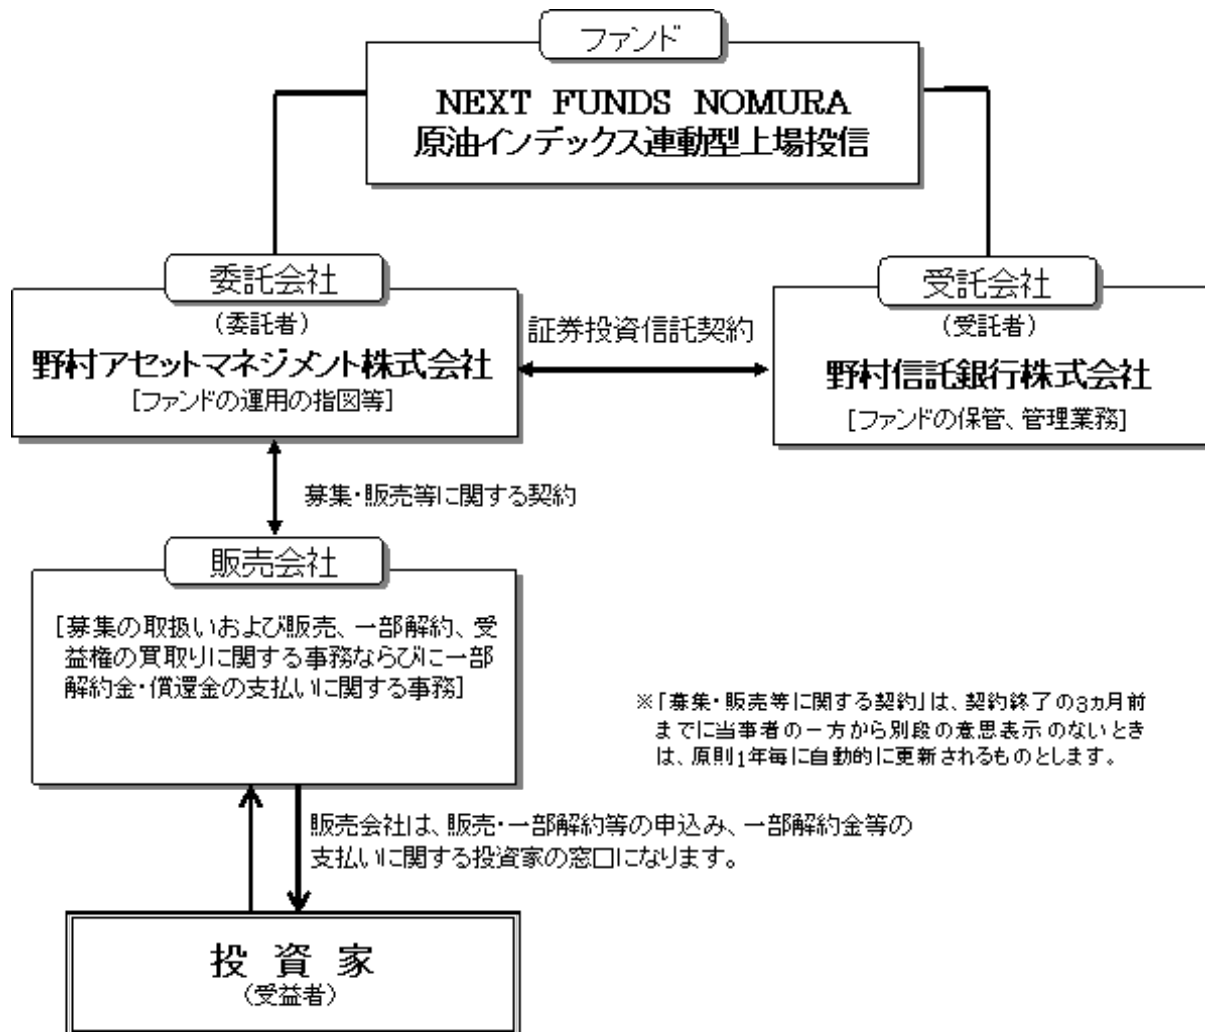 ファンド
NEXT FUNDS NOMURA
原油インデックス連動型上場投信
委託会社
(委託者)
野村アセットマネジメント株式会社
[ファンドの運用の指図等]
証券投資信託契約
受託会社
(受託者)
野村信託銀行株式会社
[ファンドの保管、管理業務]
募集・販売等に関する契約
販売会社
[募集の取扱いおよび販売、一部解約、受
益権の買取りに関する事務ならびに一部
解約金・償還金の支払いに関する事務]
※「募集・販売等に関する契約」は、契約終了の3ヵ月前
までに当事者の一方から別段の意思表示のないとき
は、原則1年毎に自動的に更新されるものとします。
販売会社は、販売・一部解約等の申込み、一部解約金等の
支払いに関する投資家の窓口になります。
投資家
(受益者)